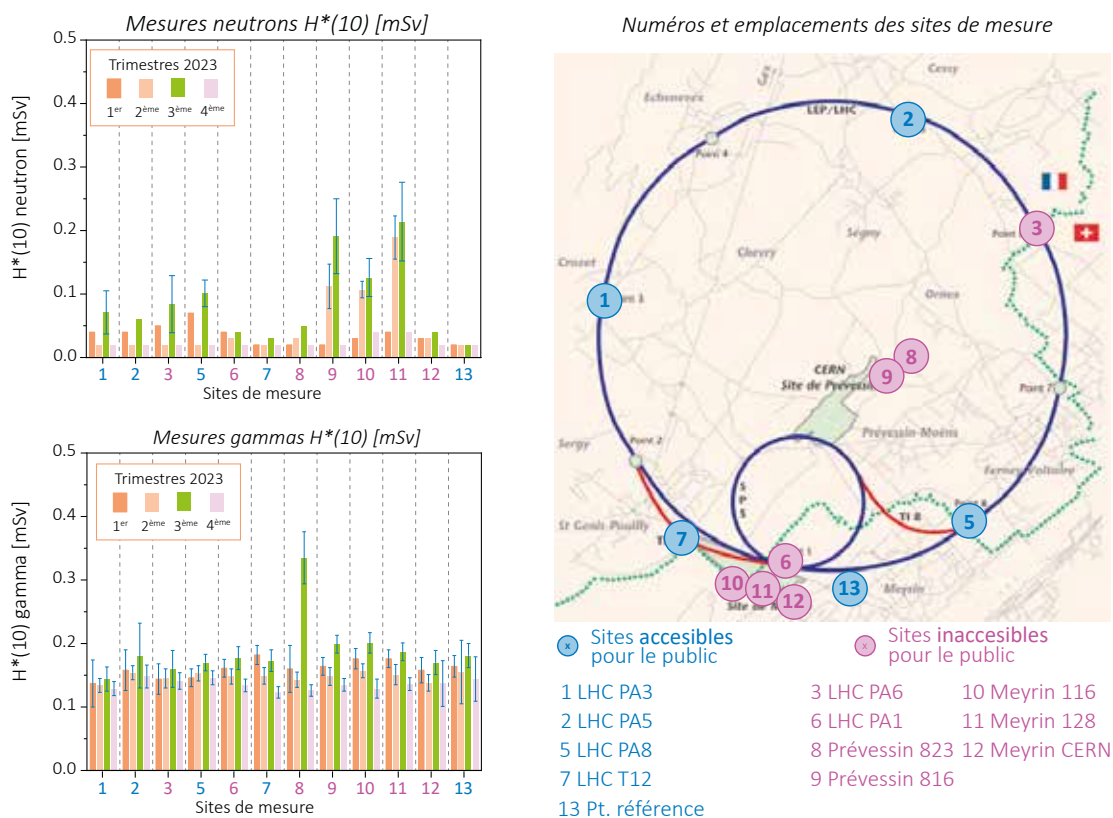 Mesures neutrons H*(10) [mSv]
0.5
0.4
0.3
0.2
0.1
0.0
H*(10) neutron [mSv]
Trimestres 2023
1er 2ème 3ème 4ème
1 2 3 5 6 7 8 9 10 11 12 13
Sites de mesure
Mesures gammas H*(10) [mSv]
0.5
0.4
0.3
0.2
0.1
0.0
H*(10) gamma [mSv]
Trimestres 2023
1er 2ème 3ème 4ème
1 2 3 5 6 7 8 9 10 11 12 13
Sites de mesure
Numéros et emplacements des sites de mesure
Cessy
Echenevex
LEP/LHC
2
Point 4
3
Point
Ségny
Chevry
Crozet
1
Ornex
8
CERN
Site de Prévessin
9
Point 7
Prévessin-Moëns
Sergy
Point 2
Ferney-Voltaire
SPS
Point 8
5
TI 8
St Genis-Pouilly
7
6
10
11
12
13
Meyrin
Site de
x Sites accesibles
pour le public
1 LHC PA3
2 LHC PA5
5 LHC PA8
7 LHC T12
13 Pt. référence
x Sites inaccesibles
pour le public
3 LHC PA6
6 LHC PA1
8 Prévessin 823
9 Prévessin 816
10 Meyrin 116
11 Meyrin 128
12 Meyrin CERN